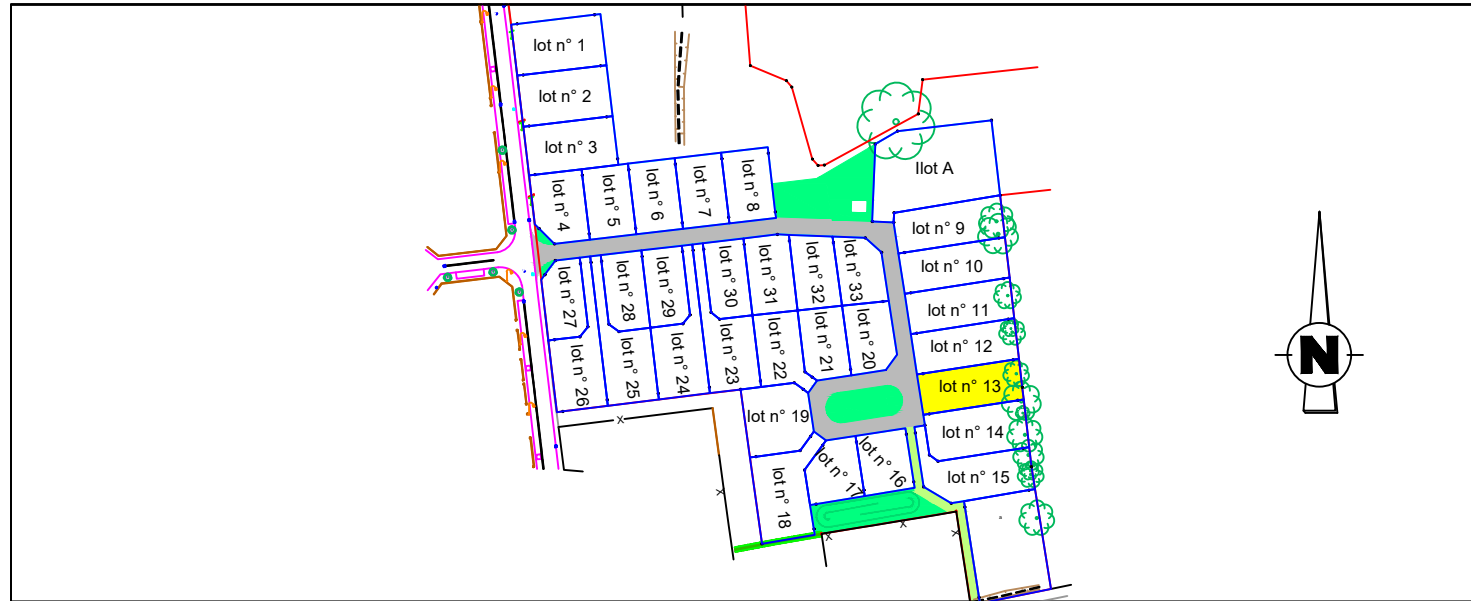 lot n° 1
lot n° 2
lot n° 3
lot n° 4
lot n° 5
lot n° 6
lot n° 7
lot n° 8
Ilot A
lot n° 9
lot n° 10
lot n° 11
lot n° 12
lot n° 13
lot n° 14
lot n° 15
lot n° 16
lot n° 17
lot n° 18
lot n° 19
lot n° 20
lot n° 21
lot n° 22
lot n° 23
lot n° 24
lot n° 25
lot n° 26
lot n° 27
lot n° 28
lot n° 29
lot n° 30
lot n° 31
lot n° 32
lot n° 33
N